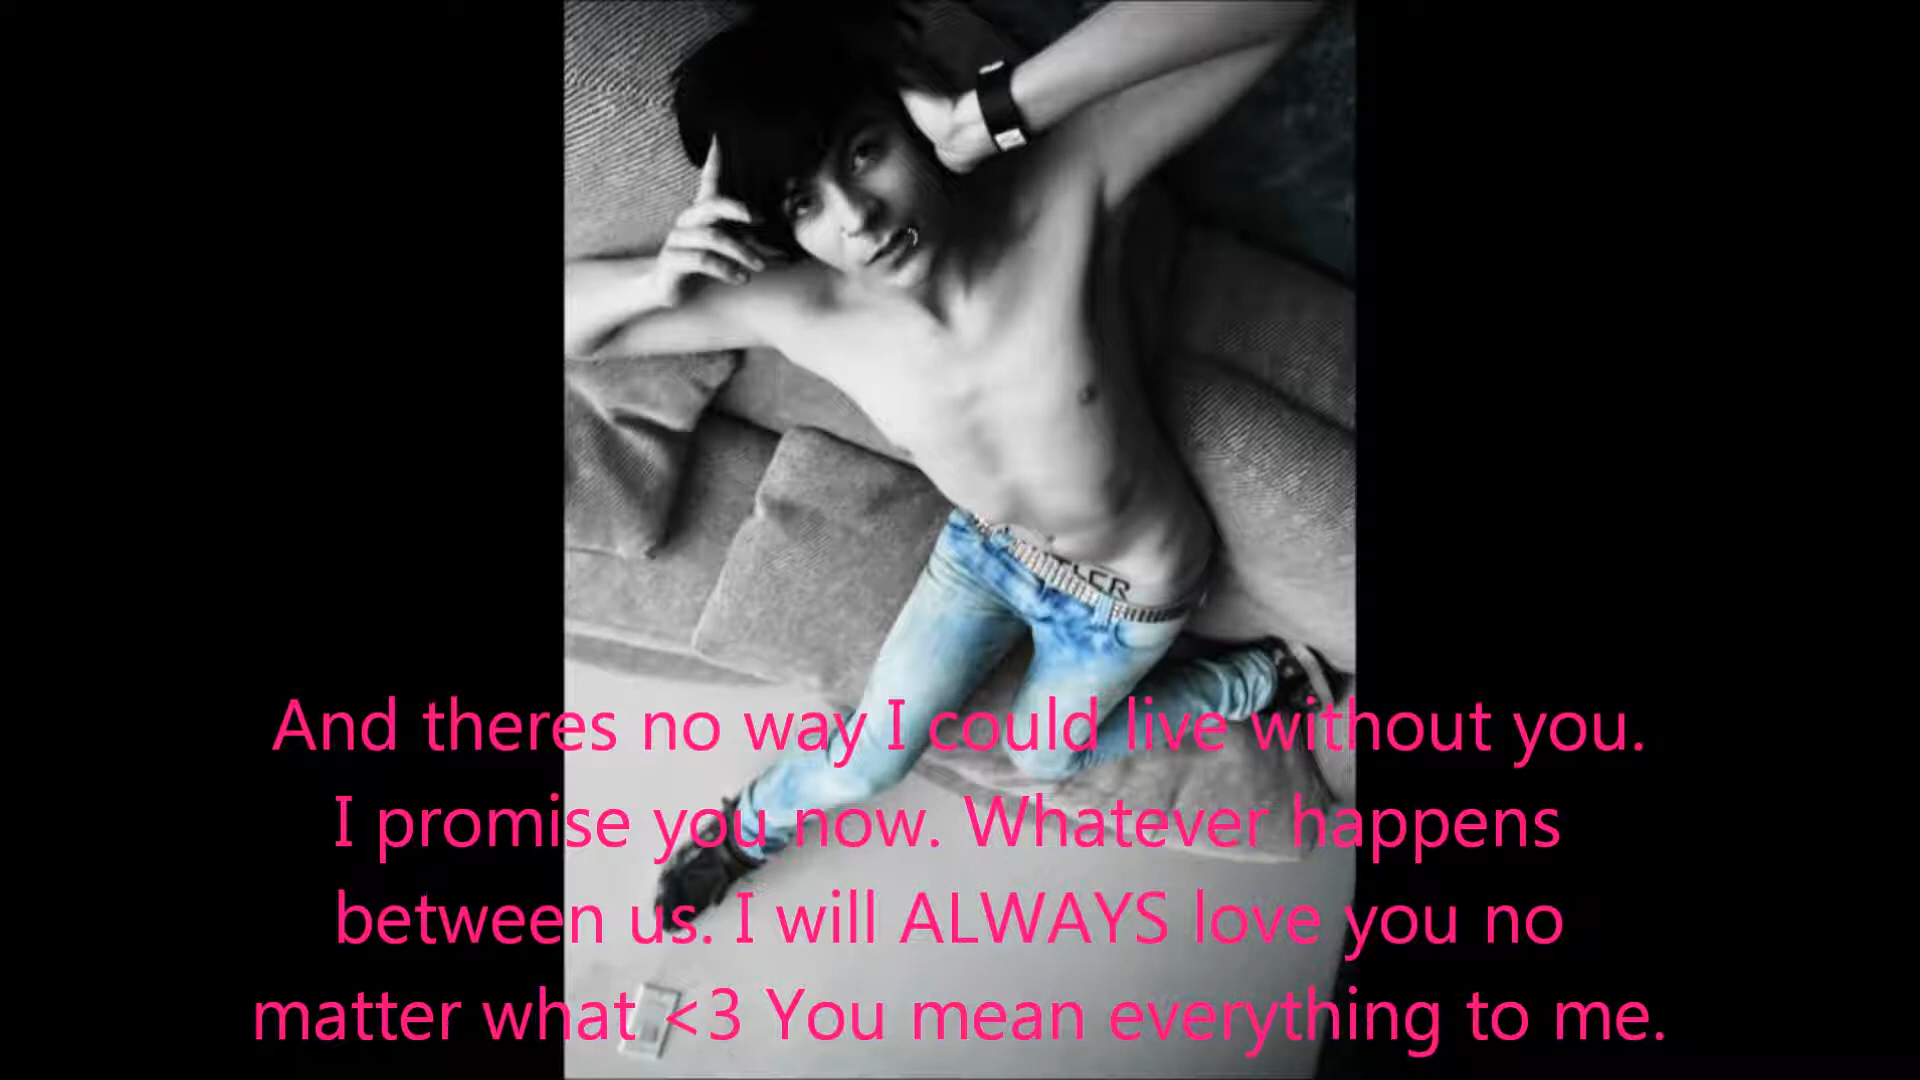 And theres no way I could live without you.
I promise you now. Whatever happens
between us. I will ALWAYS love you no
matter what <3 You mean everything to me.